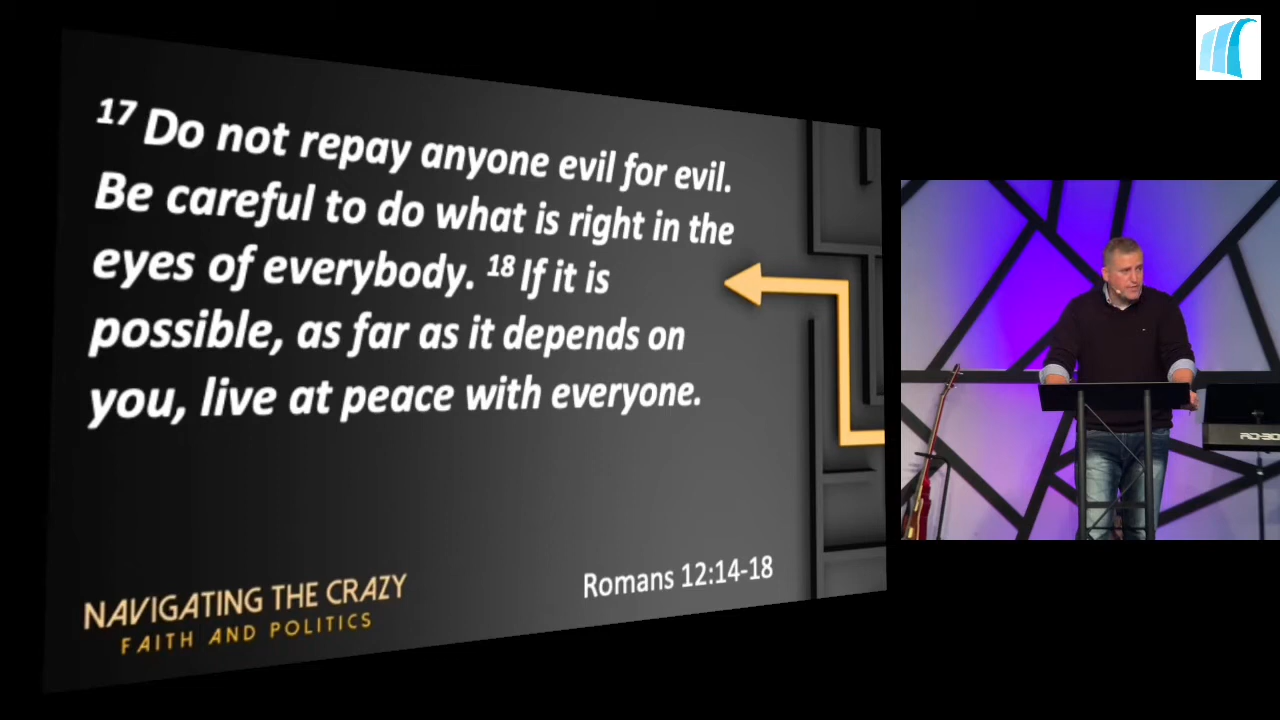 17 Do not repay anyone evil for evil.
Be careful to do what is right in the
eyes of everybody. 18 If it is
possible, as far as it depends on
you, live at peace with everyone.
Romans 12:14-18
NAVIGATING THE CRAZY
FAITH AND POLITICS